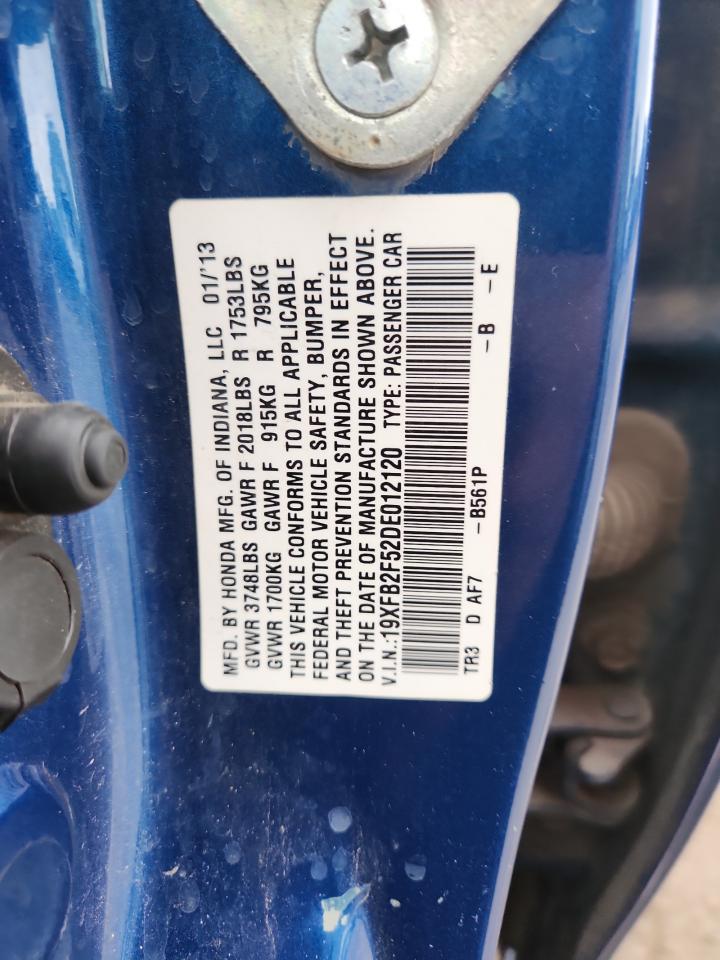 MFD. BY HONDA MFG. OF INDIANA, LLC 01/'13
GVWR 3748LBS GAWR F 2018LBS R 1753LBS
GVWR 1700KG GAWR F 915KG R 795KG
THIS VEHICLE CONFORMS TO ALL APPLICABLE
FEDERAL MOTOR VEHICLE SAFETY, BUMPER,
AND THEFT PREVENTION STANDARDS IN EFFECT
ON THE DATE OF MANUFACTURE SHOWN ABOVE.
V.I.N.:19XFB2F52DE012120 TYPE: PASSENGER CAR
TR3 D AF7 -B561P -B -E